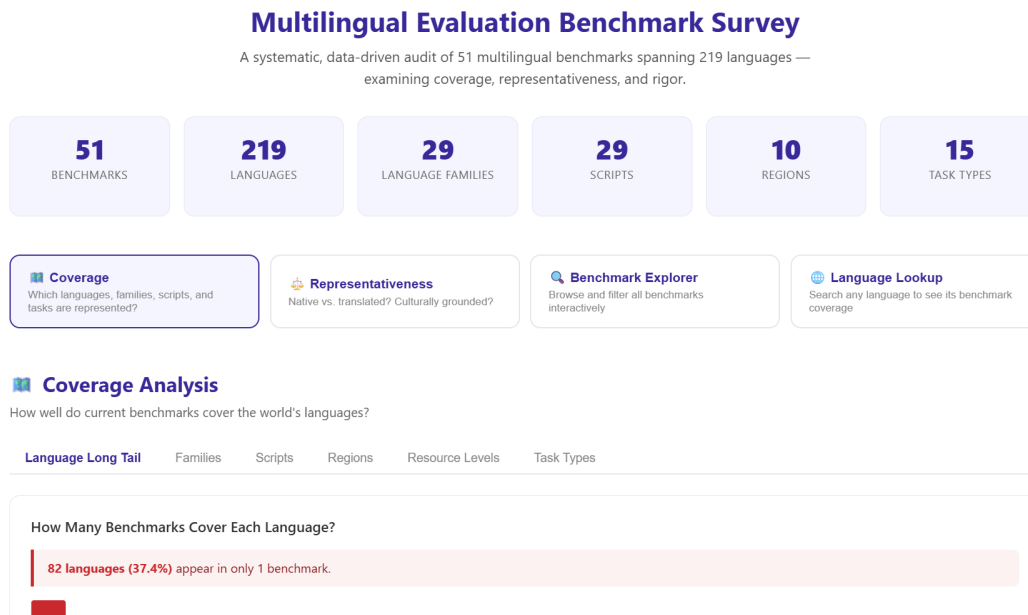 Multilingual Evaluation Benchmark Survey
A systematic, data-driven audit of 51 multilingual benchmarks spanning 219 languages —
examining coverage, representativeness, and rigor.
51
BENCHMARKS
219
LANGUAGES
29
LANGUAGE FAMILIES
29
SCRIPTS
10
REGIONS
15
TASK TYPES
Coverage
Which languages, families, scripts, and
tasks are represented?
Representativeness
Native vs. translated? Culturally grounded?
Benchmark Explorer
Browse and filter all benchmarks
interactively
Language Lookup
Search any language to see its benchmark
coverage
Coverage Analysis
How well do current benchmarks cover the world's languages?
Language Long Tail
Families
Scripts
Regions
Resource Levels
Task Types
How Many Benchmarks Cover Each Language?
82 languages (37.4%) appear in only 1 benchmark.